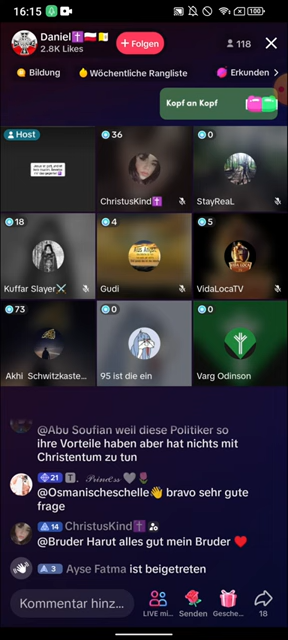 16:15
100
Daniel✝️🇵🇱🇻🇦
2.8K Likes
+ Folgen
118
Bildung
Wöchentliche Rangliste
Erkunden >
Kopf an Kopf
Host
36
ChristusKind✝️
0
StayReaL
18
Kuffar Slayer⚔️
4
Gudi
5
VidaLocaTV
73
Akhi Schwitzkaste...
0
95 ist die ein
0
Varg Odinson
@Abu Soufian weil diese Politiker so
ihre Vorteile haben aber hat nichts mit
Christentum zu tun
21 T. 𝒫𝓇𝒾𝓃𝒸ℯ𝓈𝓈 🩶🌷
@Osmanischeschelle👋 bravo sehr gute
frage
14 ChristusKind✝️
@Bruder Harut alles gut mein Bruder ❤️
3 Ayse Fatma ist beigetreten
Kommentar hinz...
LIVE mi...
Senden
Gesche...
18